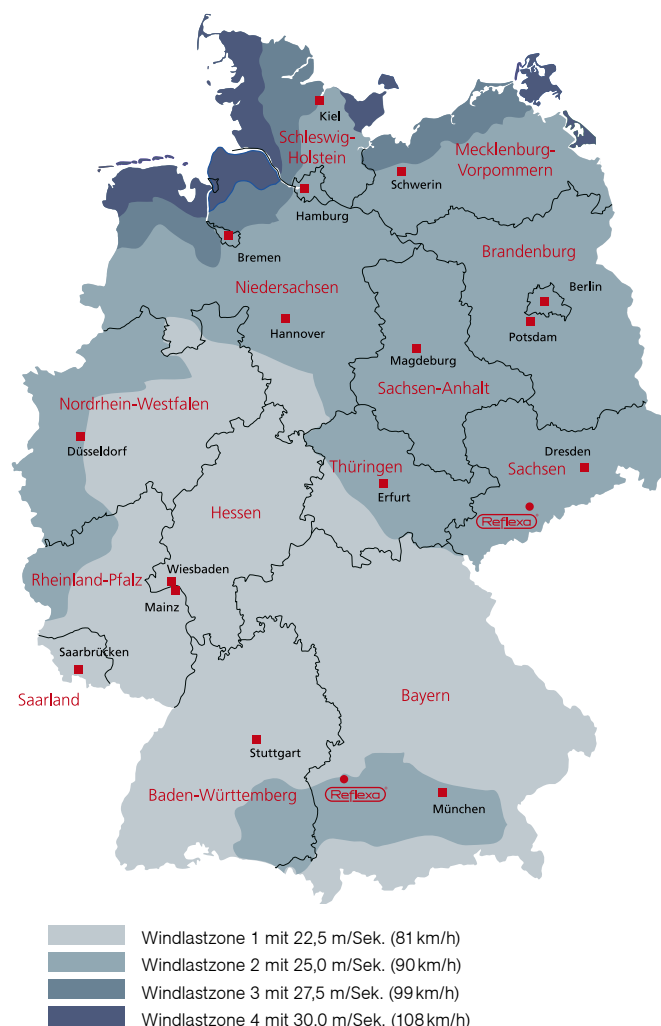 Kiel
Schleswig-
Holstein
Mecklenburg-
Vorpommern
Schwerin
Hamburg
Bremen
Brandenburg
Berlin
Niedersachsen
Hannover
Potsdam
Magdeburg
Sachsen-Anhalt
Nordrhein-Westfalen
Düsseldorf
Dresden
Thüringen
Sachsen
Erfurt
Hessen
Reflexa
Wiesbaden
Rheinland-Pfalz
Mainz
Saarbrücken
Saarland
Bayern
Stuttgart
Baden-Württemberg
Reflexa
München
Windlastzone 1 mit 22,5 m/Sek. (81 km/h)
Windlastzone 2 mit 25,0 m/Sek. (90 km/h)
Windlastzone 3 mit 27,5 m/Sek. (99 km/h)
Windlastzone 4 mit 30,0 m/Sek. (108 km/h)